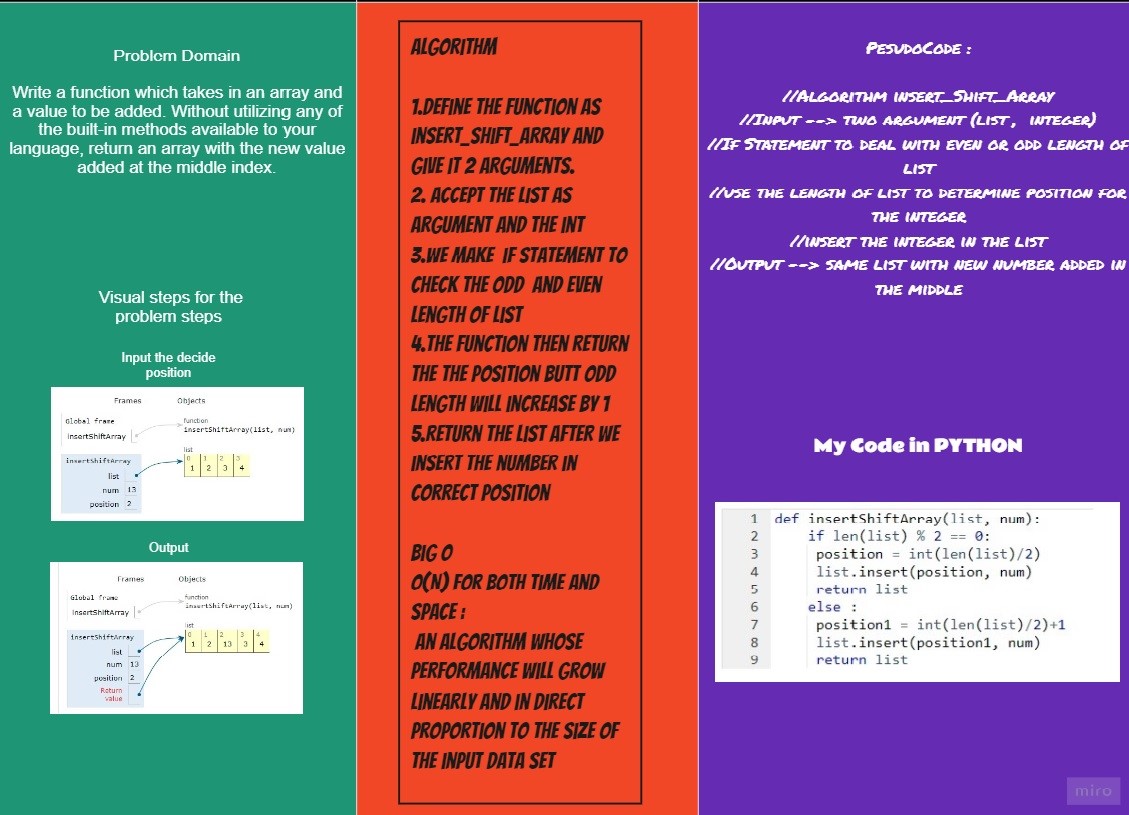 Problem Domain
Write a function which takes in an array and
a value to be added. Without utilizing any of
the built-in methods available to your
language, return an array with the new value
added at the middle index.
Visual steps for the
problem steps
Input the decide
position
Frames Objects
Global frame
insertShiftArray
function
insertShiftArray(list, num)
insertShiftArray
list
num 13
position 2
list
0 1 2 3
1 2 3 4
Output
Frames Objects
Global frame
insertShiftArray
function
insertShiftArray(list, num)
insertShiftArray
list
num 13
position 2
Return
value
list
0 1 2 3 4
1 2 13 3 4
ALGORITHM
1.DEFINE THE FUNCTION AS
INSERT_SHIFT_ARRAY AND
GIVE IT 2 ARGUMENTS.
2. ACCEPT THE LIST AS
ARGUMENT AND THE INT
3.WE MAKE IF STATEMENT TO
CHECK THE ODD AND EVEN
LENGTH OF LIST
4.THE FUNCTION THEN RETURN
THE THE POSITION BUTT ODD
LENGTH WILL INCREASE BY 1
5.RETURN THE LIST AFTER WE
INSERT THE NUMBER IN
CORRECT POSITION
BIG O
O(N) FOR BOTH TIME AND
SPACE :
AN ALGORITHM WHOSE
PERFORMANCE WILL GROW
LINEARLY AND IN DIRECT
PROPORTION TO THE SIZE OF
THE INPUT DATA SET
PESUDOCODE :
//ALGORITHM INSERT_SHIFT_ARRAY
//INPUT --> TWO ARGUMENT (LIST , INTEGER)
//IF STATEMENT TO DEAL WITH EVEN OR ODD LENGTH OF
LIST
//USE THE LENGTH OF LIST TO DETERMINE POSITION FOR
THE INTEGER
//INSERT THE INTEGER IN THE LIST
//OUTPUT --> SAME LIST WITH NEW NUMBER ADDED IN
THE MIDDLE
My Code in PYTHON
1 def insertShiftArray(list, num):
2 if len(list) % 2 == 0:
3 position = int(len(list)/2)
4 list.insert(position, num)
5 return list
6 else :
7 position1 = int(len(list)/2)+1
8 list.insert(position1, num)
9 return list
miro